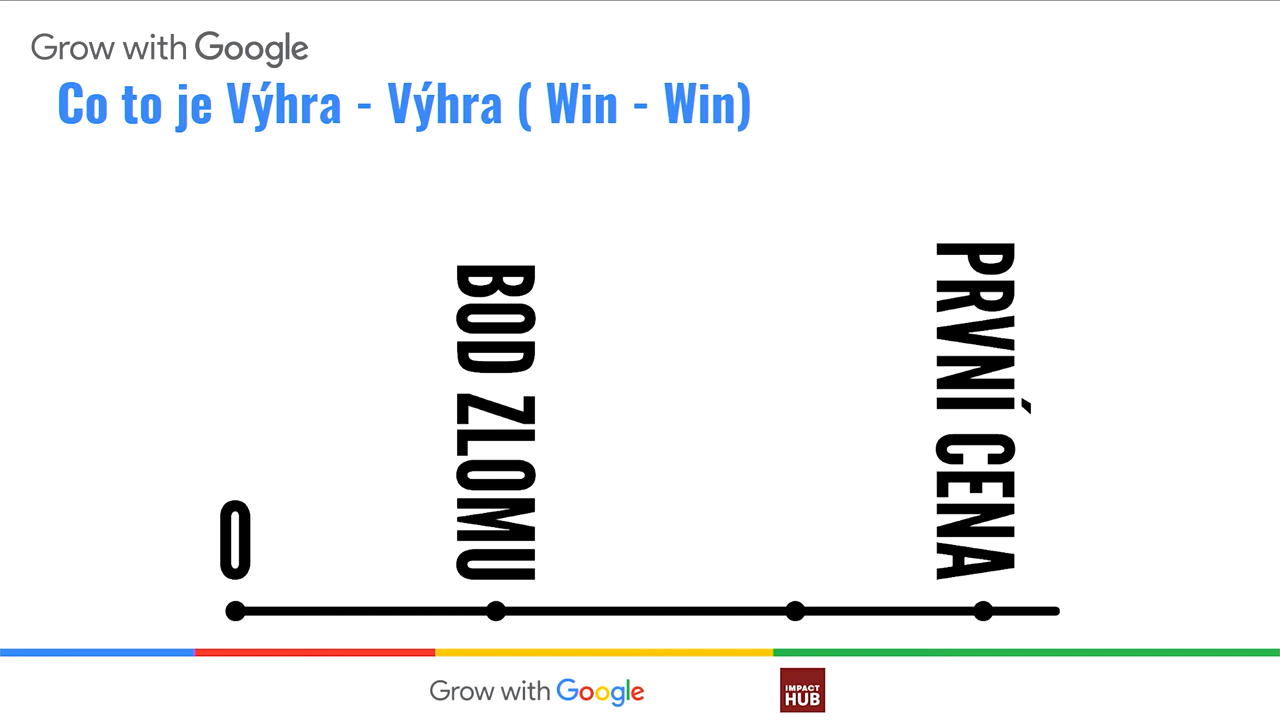 Grow with Google
Co to je Výhra - Výhra ( Win - Win)
0
BOD ZLOMU
PRVNÍ CENA
Grow with Google
IMPACT
HUB